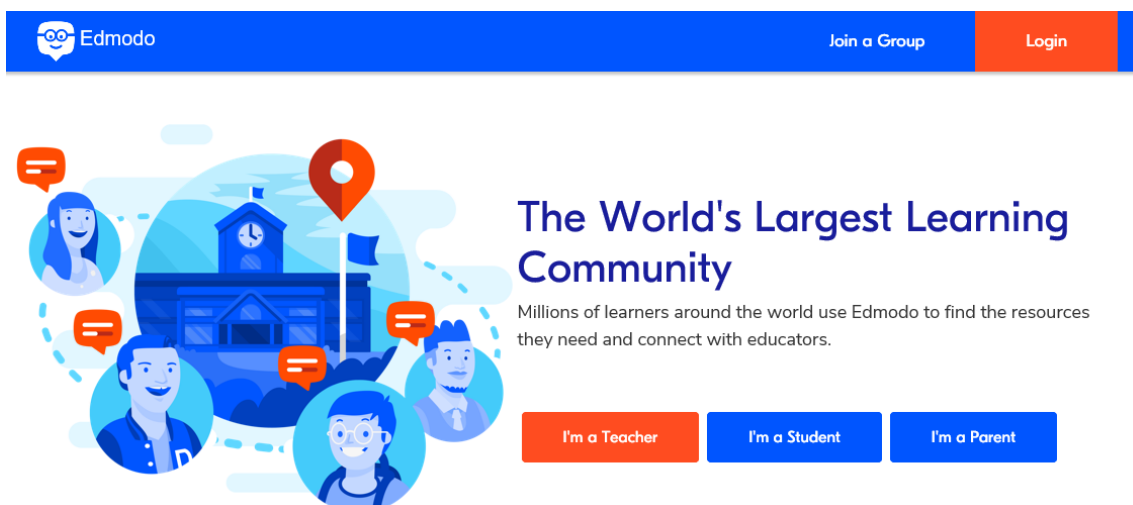 Edmodo
Join a Group
Login
The World's Largest Learning
Community
Millions of learners around the world use Edmodo to find the resources
they need and connect with educators.
I'm a Teacher
I'm a Student
I'm a Parent
D